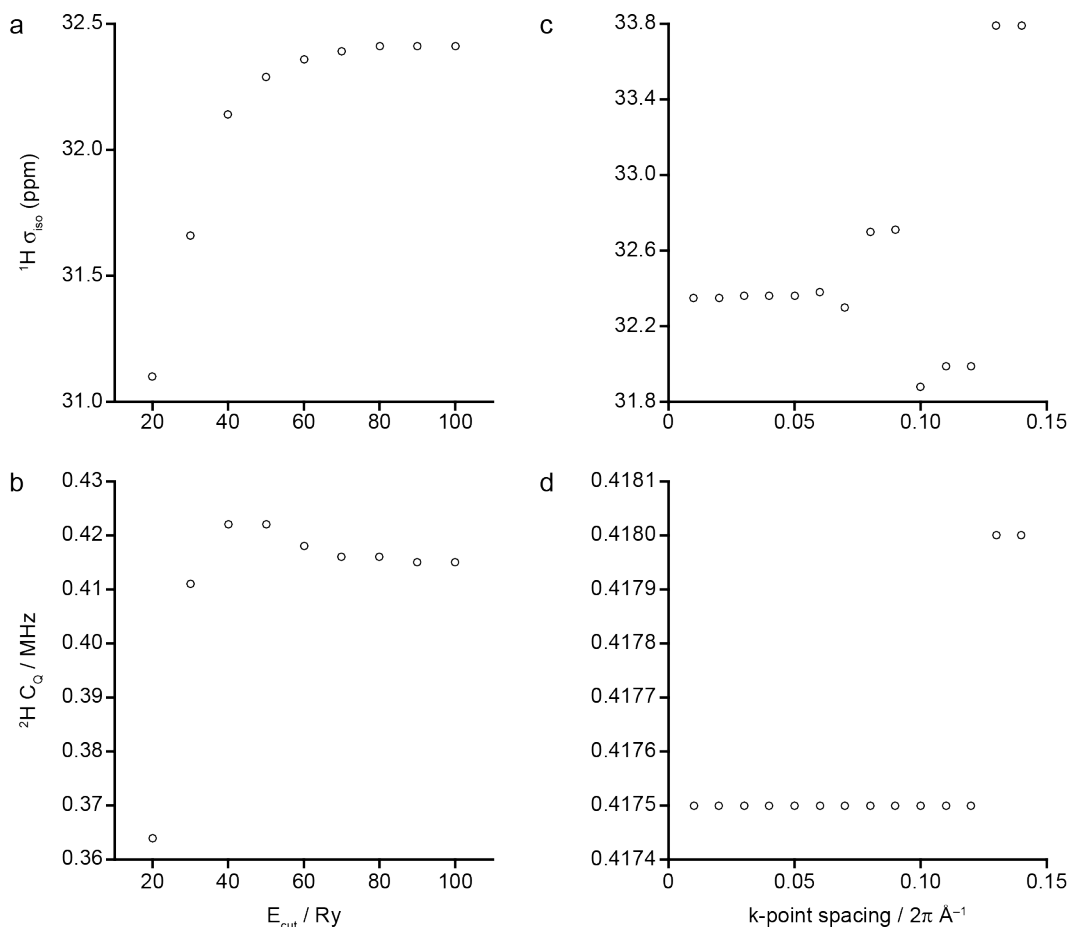 a
32.5
32.0
31.5
31.0
¹H σiso (ppm)
20 40 60 80 100
c
33.8
33.4
33.0
32.6
32.2
31.8
0 0.05 0.10 0.15
b
0.43
0.42
0.41
0.40
0.39
0.38
0.37
0.36
²H CQ / MHz
20 40 60 80 100
Ecut / Ry
d
0.4181
0.4180
0.4179
0.4178
0.4177
0.4176
0.4175
0.4174
0 0.05 0.10 0.15
k-point spacing / 2π Å⁻¹